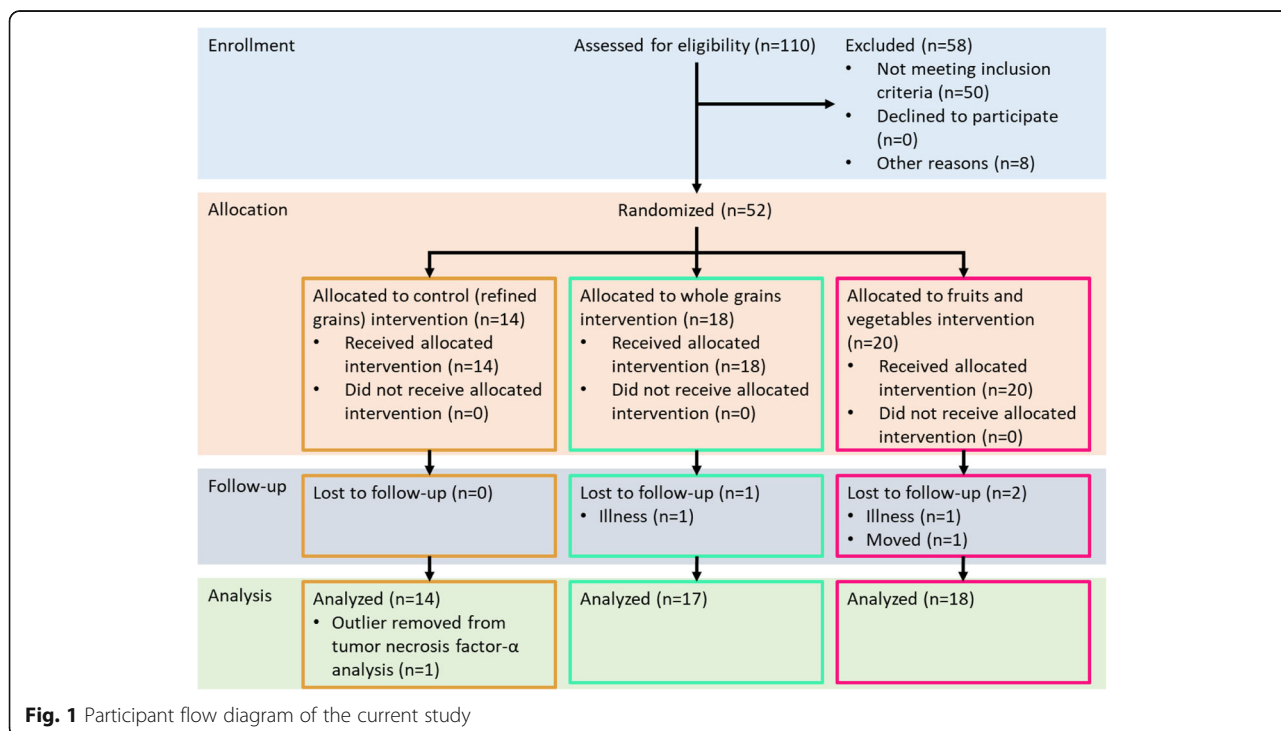 Enrollment
Assessed for eligibility (n=110)
Excluded (n=58)
• Not meeting inclusion
criteria (n=50)
• Declined to participate
(n=0)
• Other reasons (n=8)
Allocation
Randomized (n=52)
Allocated to control (refined
grains) intervention (n=14)
• Received allocated
intervention (n=14)
• Did not receive allocated
intervention (n=0)
Allocated to whole grains
intervention (n=18)
• Received allocated
intervention (n=18)
• Did not receive allocated
intervention (n=0)
Allocated to fruits and
vegetables intervention
(n=20)
• Received allocated
intervention (n=20)
• Did not receive allocated
intervention (n=0)
Follow-up
Lost to follow-up (n=0)
Lost to follow-up (n=1)
• Illness (n=1)
Lost to follow-up (n=2)
• Illness (n=1)
• Moved (n=1)
Analysis
Analyzed (n=14)
• Outlier removed from
tumor necrosis factor-α
analysis (n=1)
Analyzed (n=17)
Analyzed (n=18)
Fig. 1 Participant flow diagram of the current study